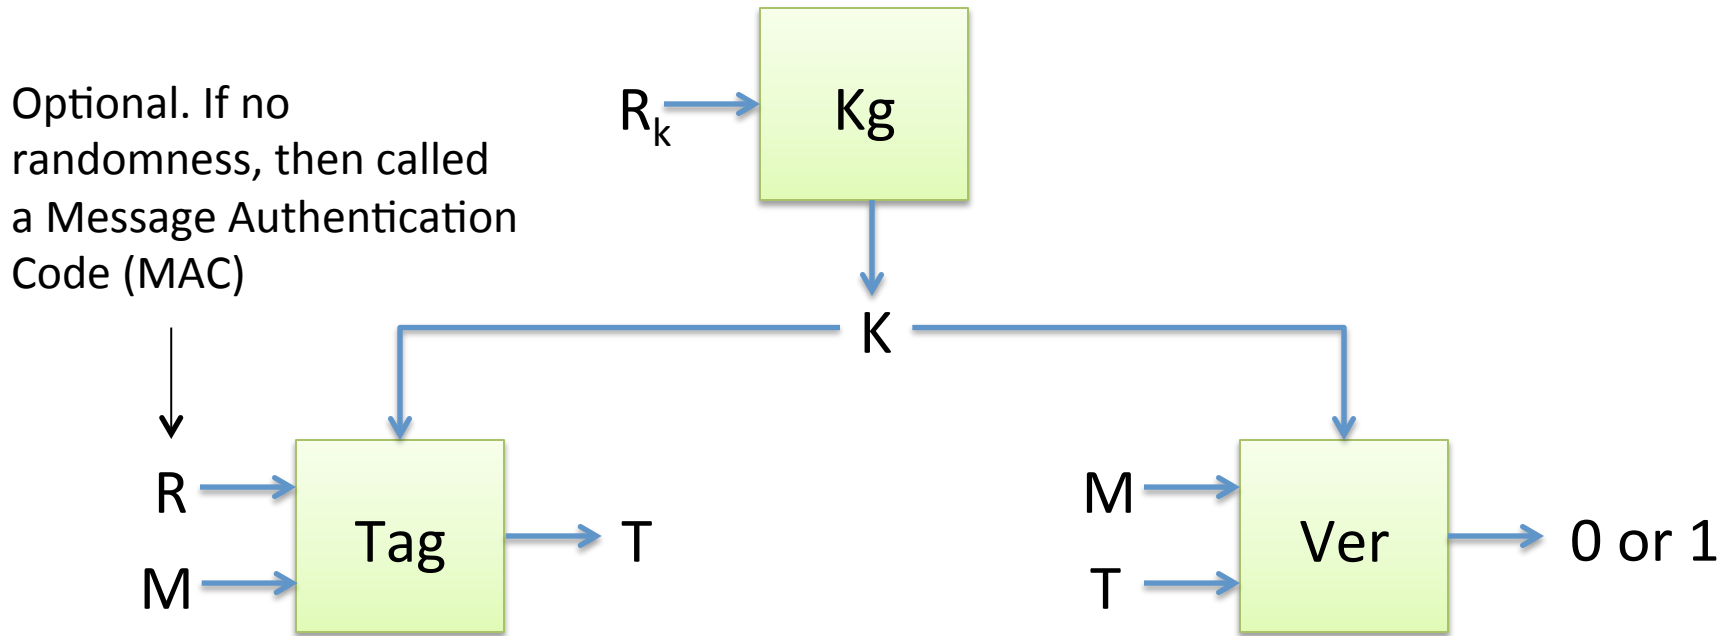 Optional. If no
randomness, then called
a Message Authentication
Code (MAC)
Rk
Kg
K
R
M
Tag
T
M
T
Ver
0 or 1